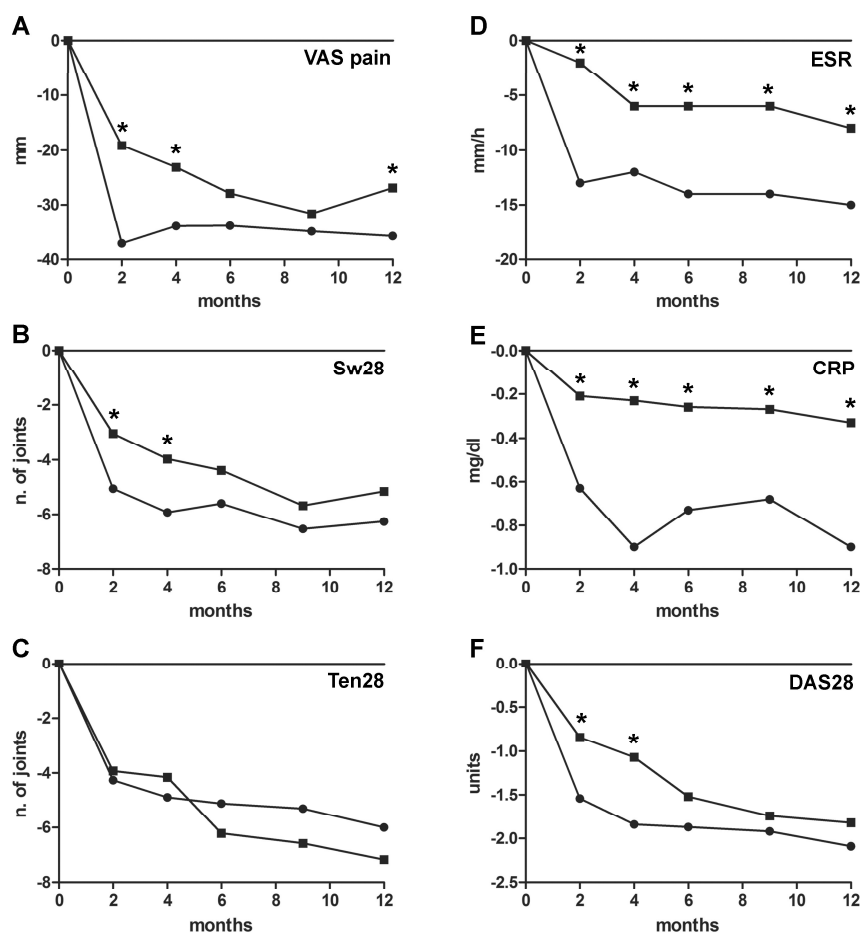 A
VAS pain
0
-10
-20
-30
-40
mm
* * *
0 2 4 6 8 10 12
months
B
Sw28
0
-2
-4
-6
-8
n. of joints
* *
0 2 4 6 8 10 12
months
C
Ten28
0
-2
-4
-6
-8
n. of joints
0 2 4 6 8 10 12
months
D
ESR
0
-5
-10
-15
-20
mm/h
* * * * *
0 2 4 6 8 10 12
months
E
CRP
-0.0
-0.2
-0.4
-0.6
-0.8
-1.0
mg/dl
* * * * *
0 2 4 6 8 10 12
months
F
DAS28
0.0
-0.5
-1.0
-1.5
-2.0
-2.5
units
* *
0 2 4 6 8 10 12
months